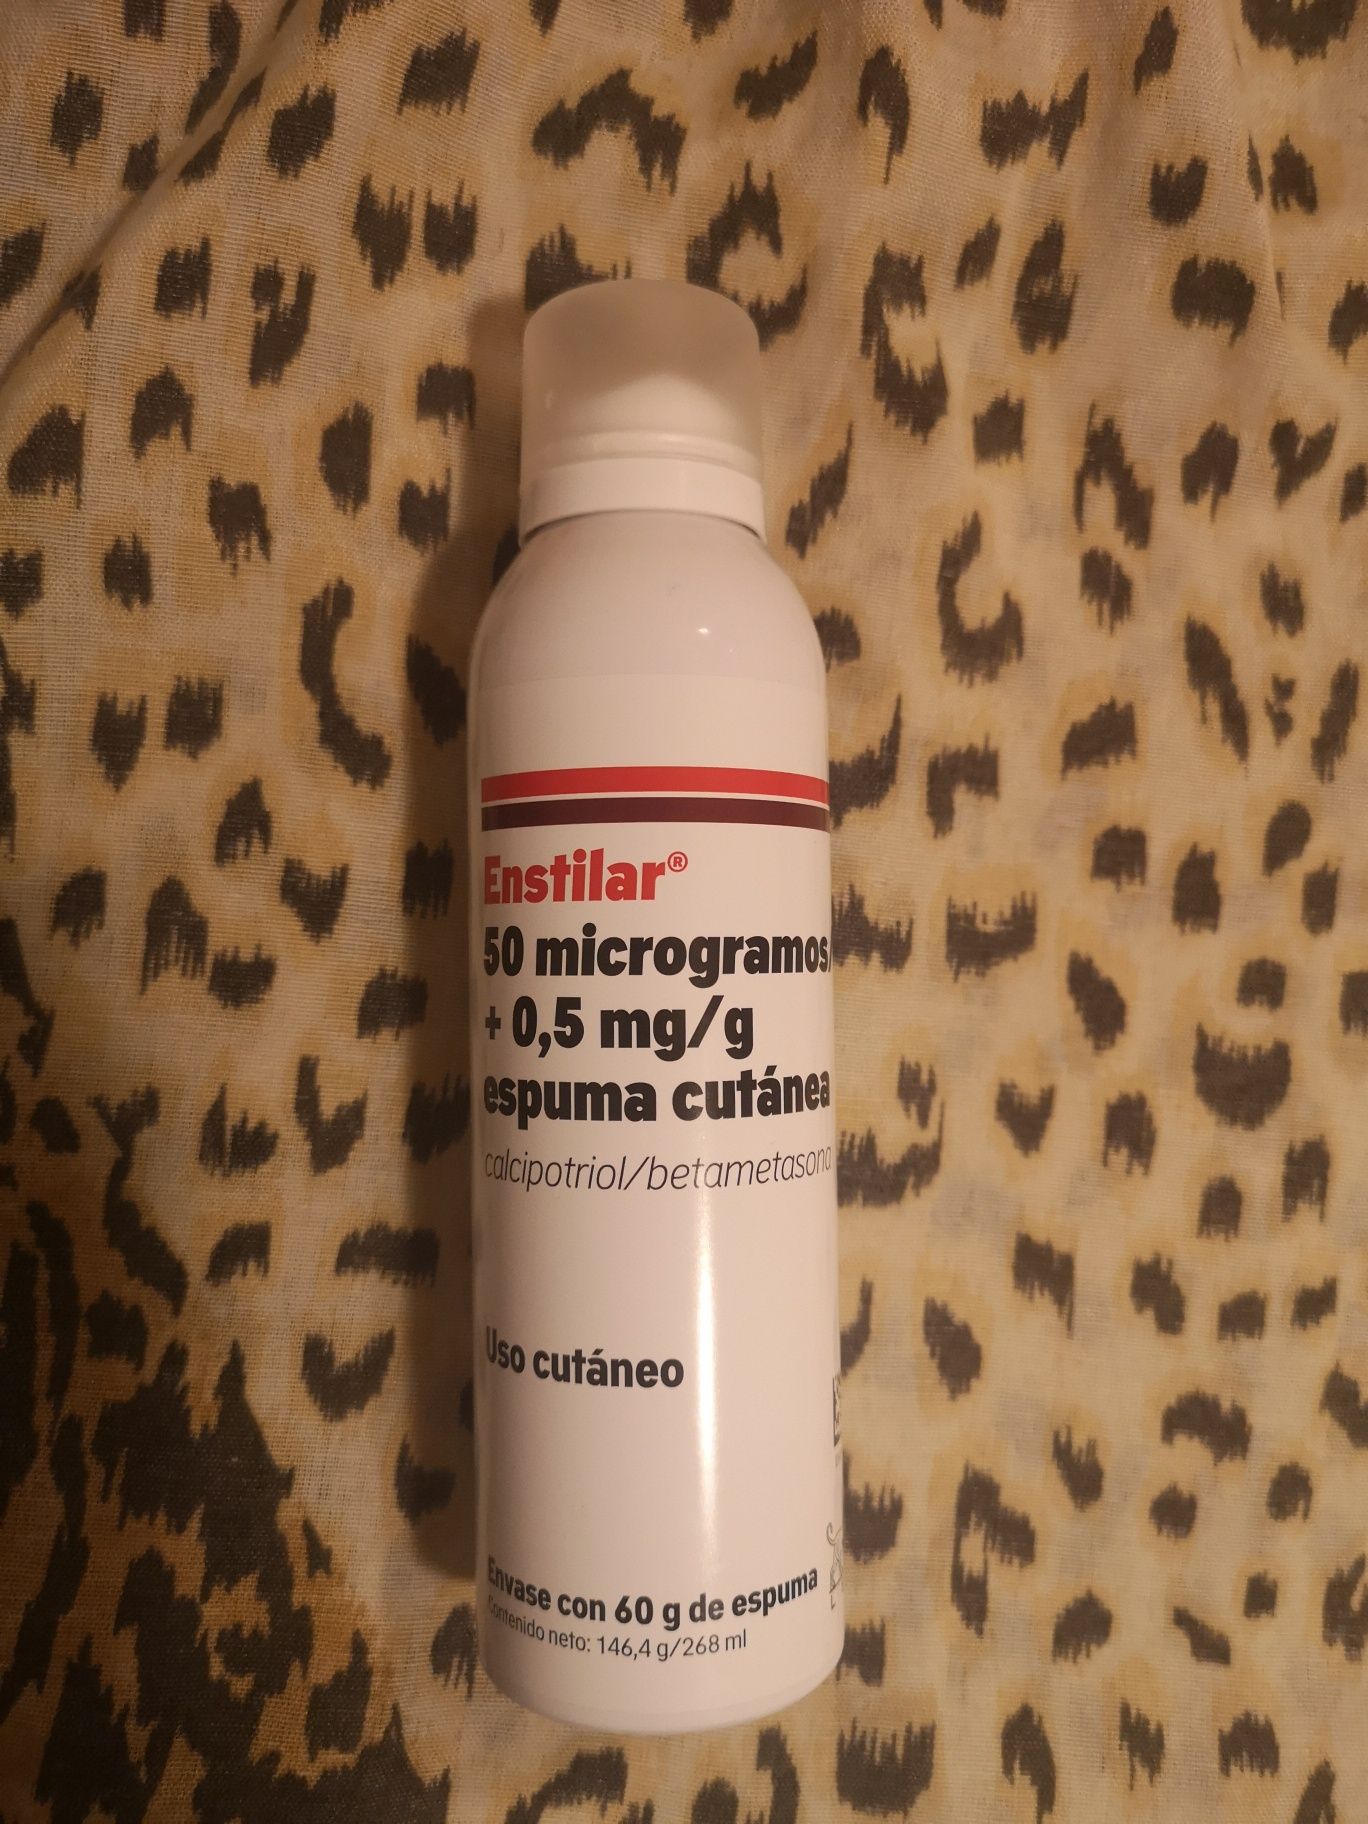 Enstilar®
50 microgramos/
+ 0,5 mg/g
espuma cutánea
calcipotriol/betametasona
Uso cutáneo
Envase con 60 g de espuma
Contenido neto: 146,4 g/268 ml